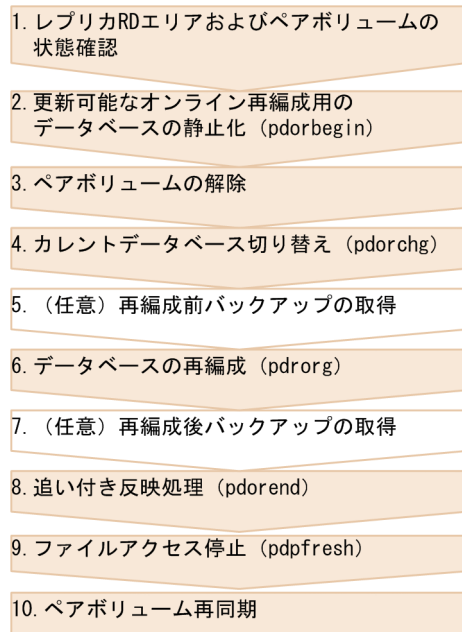 1. レプリカRDエリアおよびペアボリュームの
状態確認
2. 更新可能なオンライン再編成用の
データベースの静止化（pdorbegin）
3. ペアボリュームの解除
4. カレントデータベース切り替え（pdorchg）
5. （任意）再編成前バックアップの取得
6. データベースの再編成（pdrorg）
7. （任意）再編成後バックアップの取得
8. 追い付き反映処理（pdorend）
9. ファイルアクセス停止（pdpfresh）
10. ペアボリューム再同期